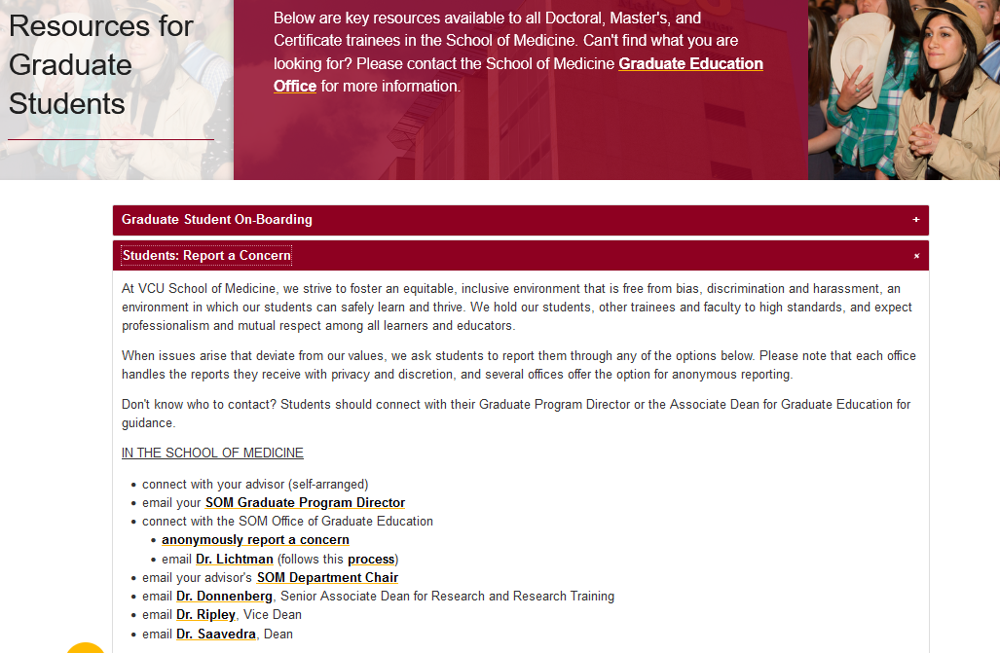 Resources for
Graduate
Students
Below are key resources available to all Doctoral, Master's, and
Certificate trainees in the School of Medicine. Can't find what you are
looking for? Please contact the School of Medicine Graduate Education
Office for more information.
Graduate Student On-Boarding +
Students: Report a Concern ×
At VCU School of Medicine, we strive to foster an equitable, inclusive environment that is free from bias, discrimination and harassment, an
environment in which our students can safely learn and thrive. We hold our students, other trainees and faculty to high standards, and expect
professionalism and mutual respect among all learners and educators.
When issues arise that deviate from our values, we ask students to report them through any of the options below. Please note that each office
handles the reports they receive with privacy and discretion, and several offices offer the option for anonymous reporting.
Don't know who to contact? Students should connect with their Graduate Program Director or the Associate Dean for Graduate Education for
guidance.
IN THE SCHOOL OF MEDICINE
• connect with your advisor (self-arranged)
• email your SOM Graduate Program Director
• connect with the SOM Office of Graduate Education
• anonymously report a concern
• email Dr. Lichtman (follows this process)
• email your advisor's SOM Department Chair
• email Dr. Donnenberg, Senior Associate Dean for Research and Research Training
• email Dr. Ripley, Vice Dean
• email Dr. Saavedra, Dean